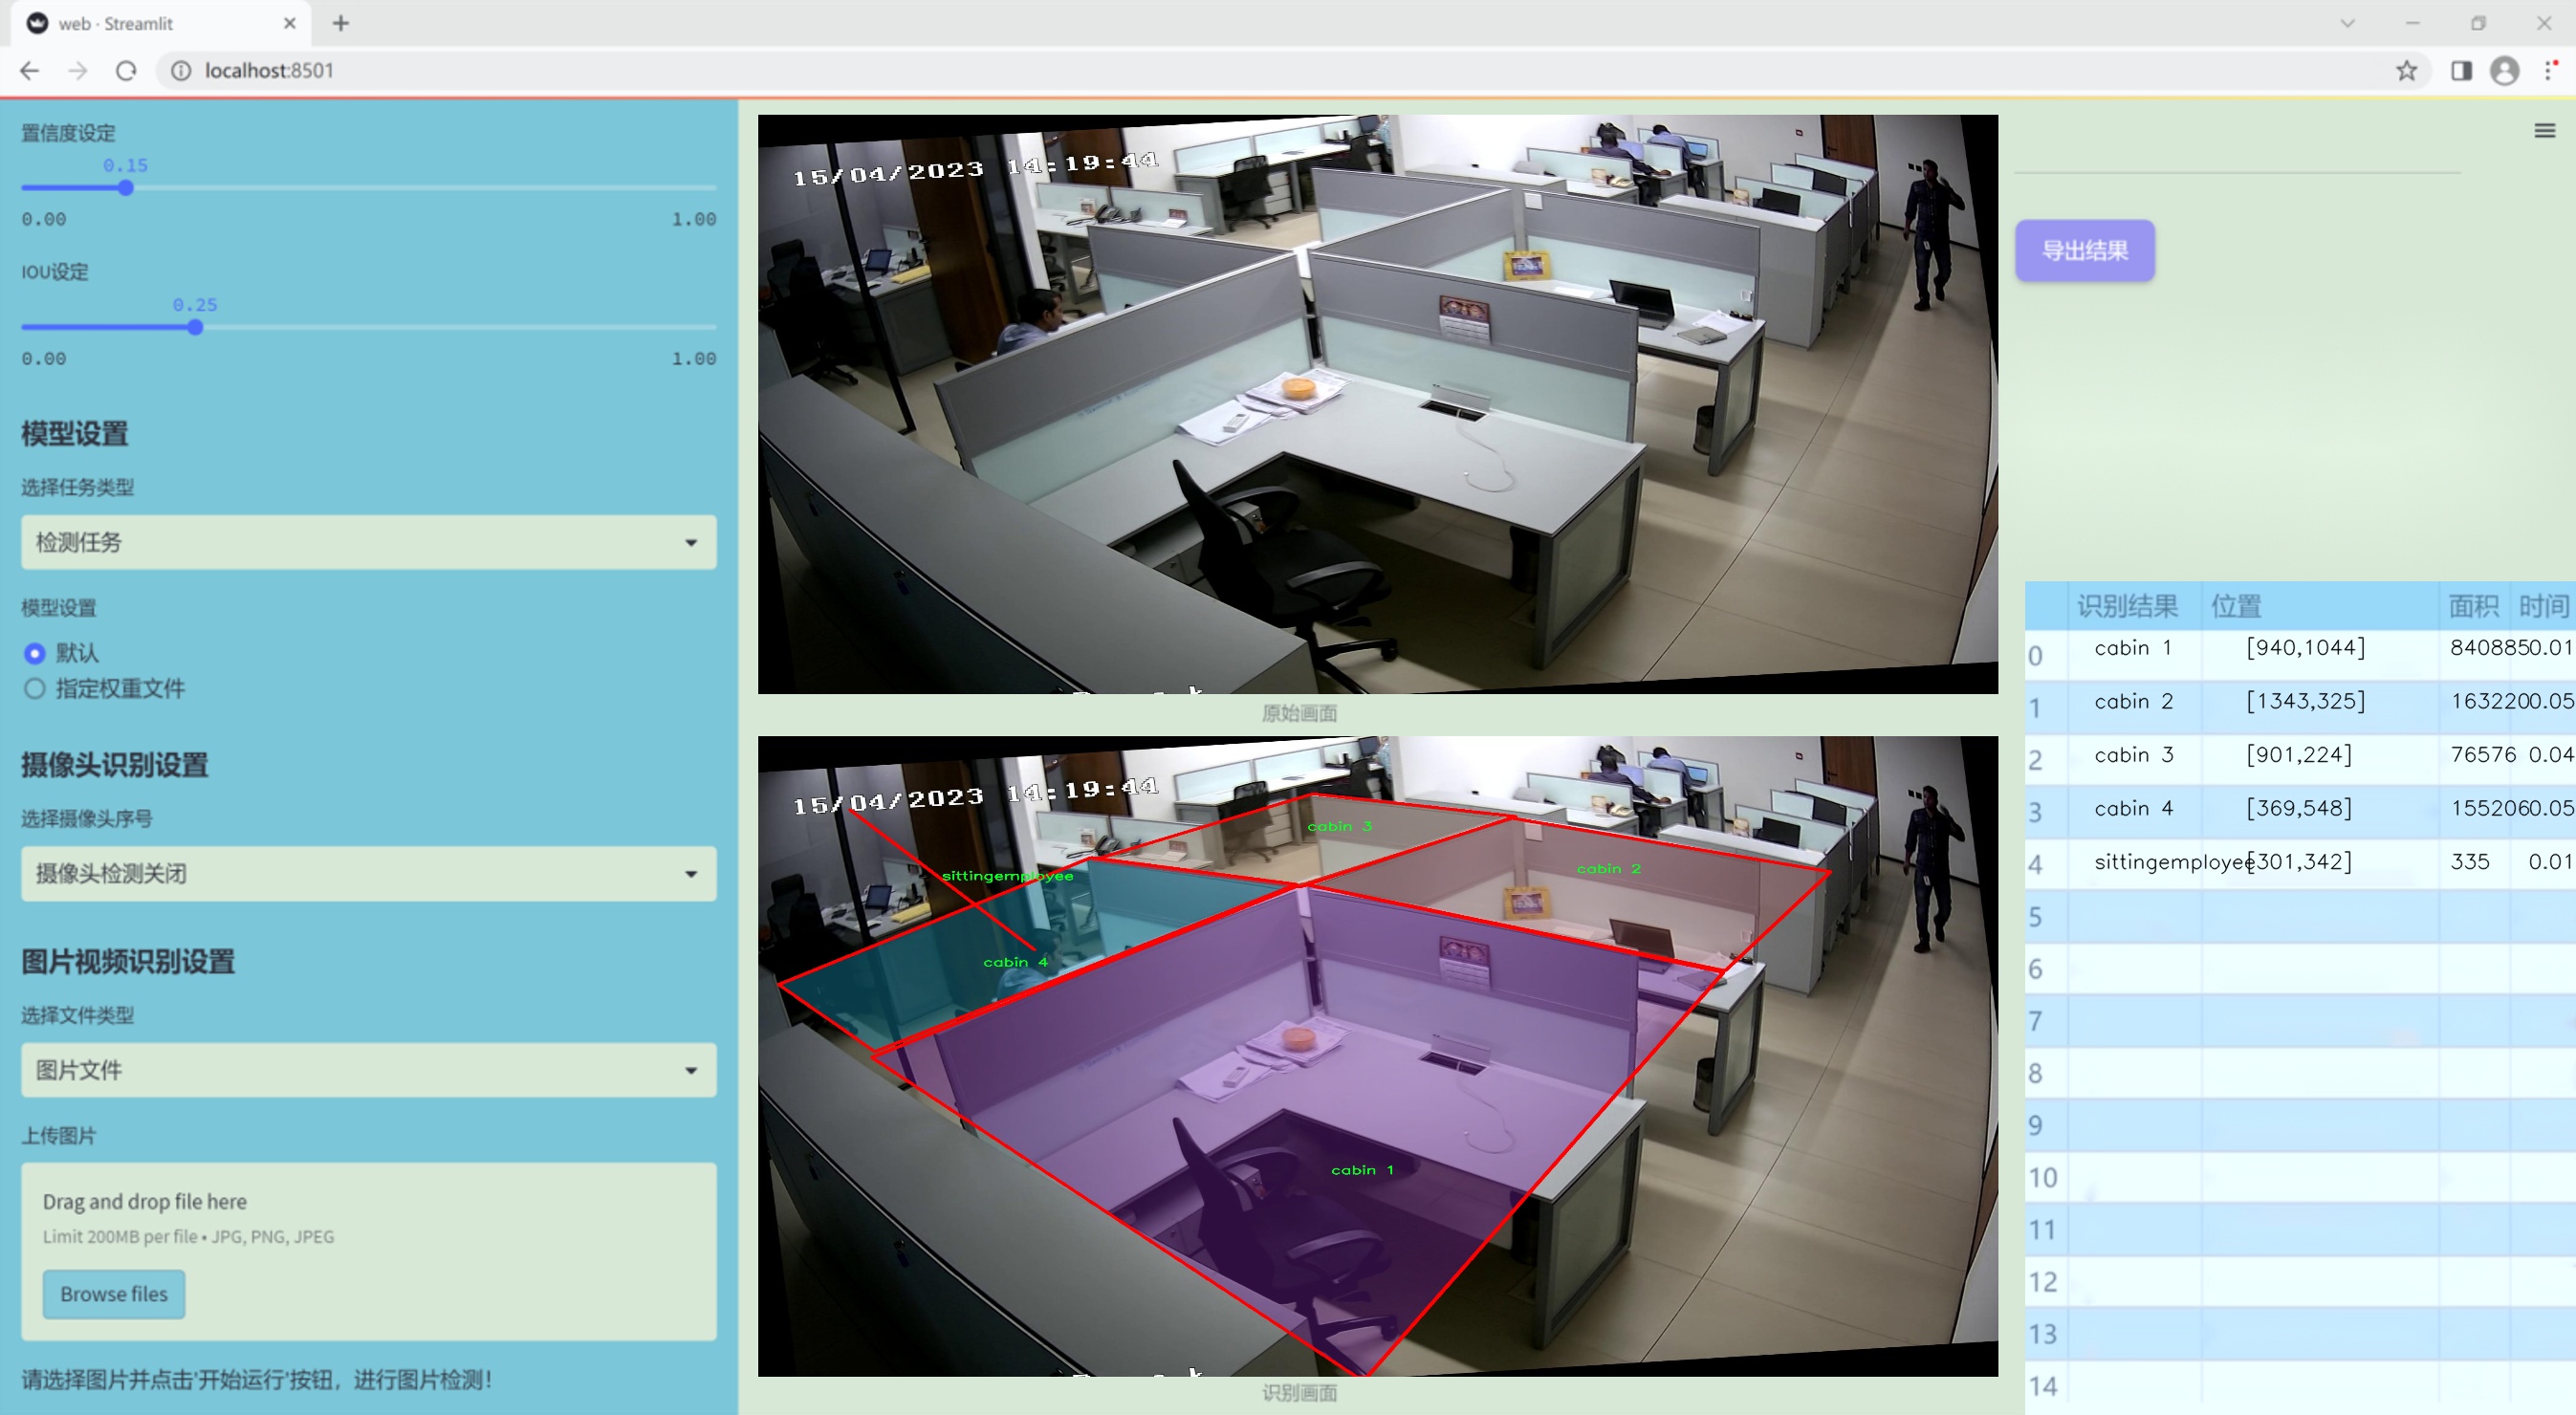 web · Streamlit
localhost:8501
置信度设定
0.15
0.00 1.00
IOU设定
0.25
0.00 1.00
模型设置
选择任务类型
检测任务
模型设置
默认
指定权重文件
摄像头识别设置
选择摄像头序号
摄像头检测关闭
图片视频识别设置
选择文件类型
图片文件
上传图片
Drag and drop file here
Limit 200MB per file • JPG, PNG, JPEG
Browse files
请选择图片并点击'开始运行'按钮，进行图片检测!
15/04/2023 14:19:44
原始画面
15/04/2023 14:19:44
cabin 3
cabin 2
sittingemployee
cabin 4
cabin 1
识别画面
导出结果
识别结果 位置 面积 时间
0 cabin 1 [940,1044] 840885 0.01
1 cabin 2 [1343,325] 163220 0.05
2 cabin 3 [901,224] 76576 0.04
3 cabin 4 [369,548] 155206 0.05
4 sittingemployee [301,342] 335 0.01
5
6
7
8
9
10
11
12
13
14